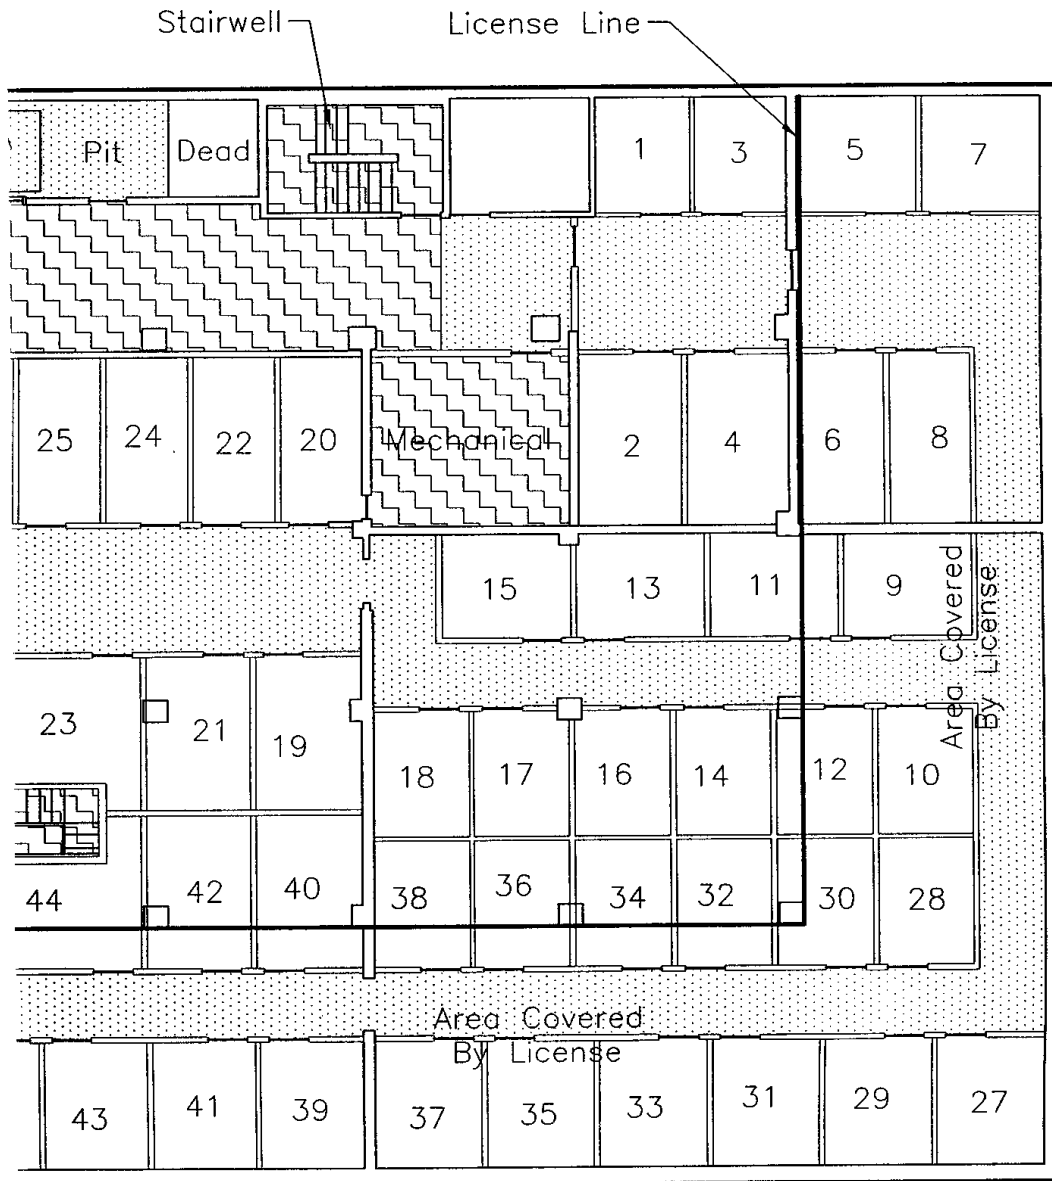 Stairwell License Line
Pit Dead 1 3 5 7
25 24 22 20 Mechanical 2 4 6 8
15 13 11 9
Area Covered
By License
23 21 19
18 17 16 14 12 10
44 42 40 38 36 34 32 30 28
Area Covered
By License
43 41 39 37 35 33 31 29 27